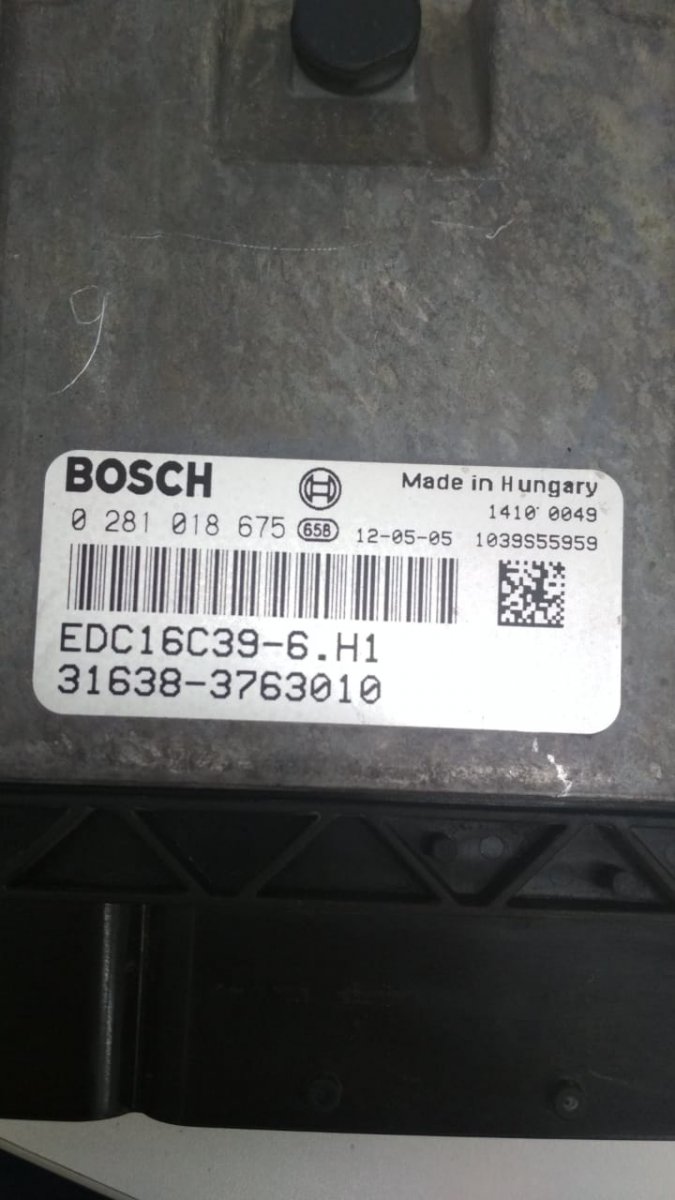 BOSCH
Made in Hungary
1410 0049
0 281 018 675 658 12-05-05 1039S55959
EDC16C39-6.H1
31638-3763010